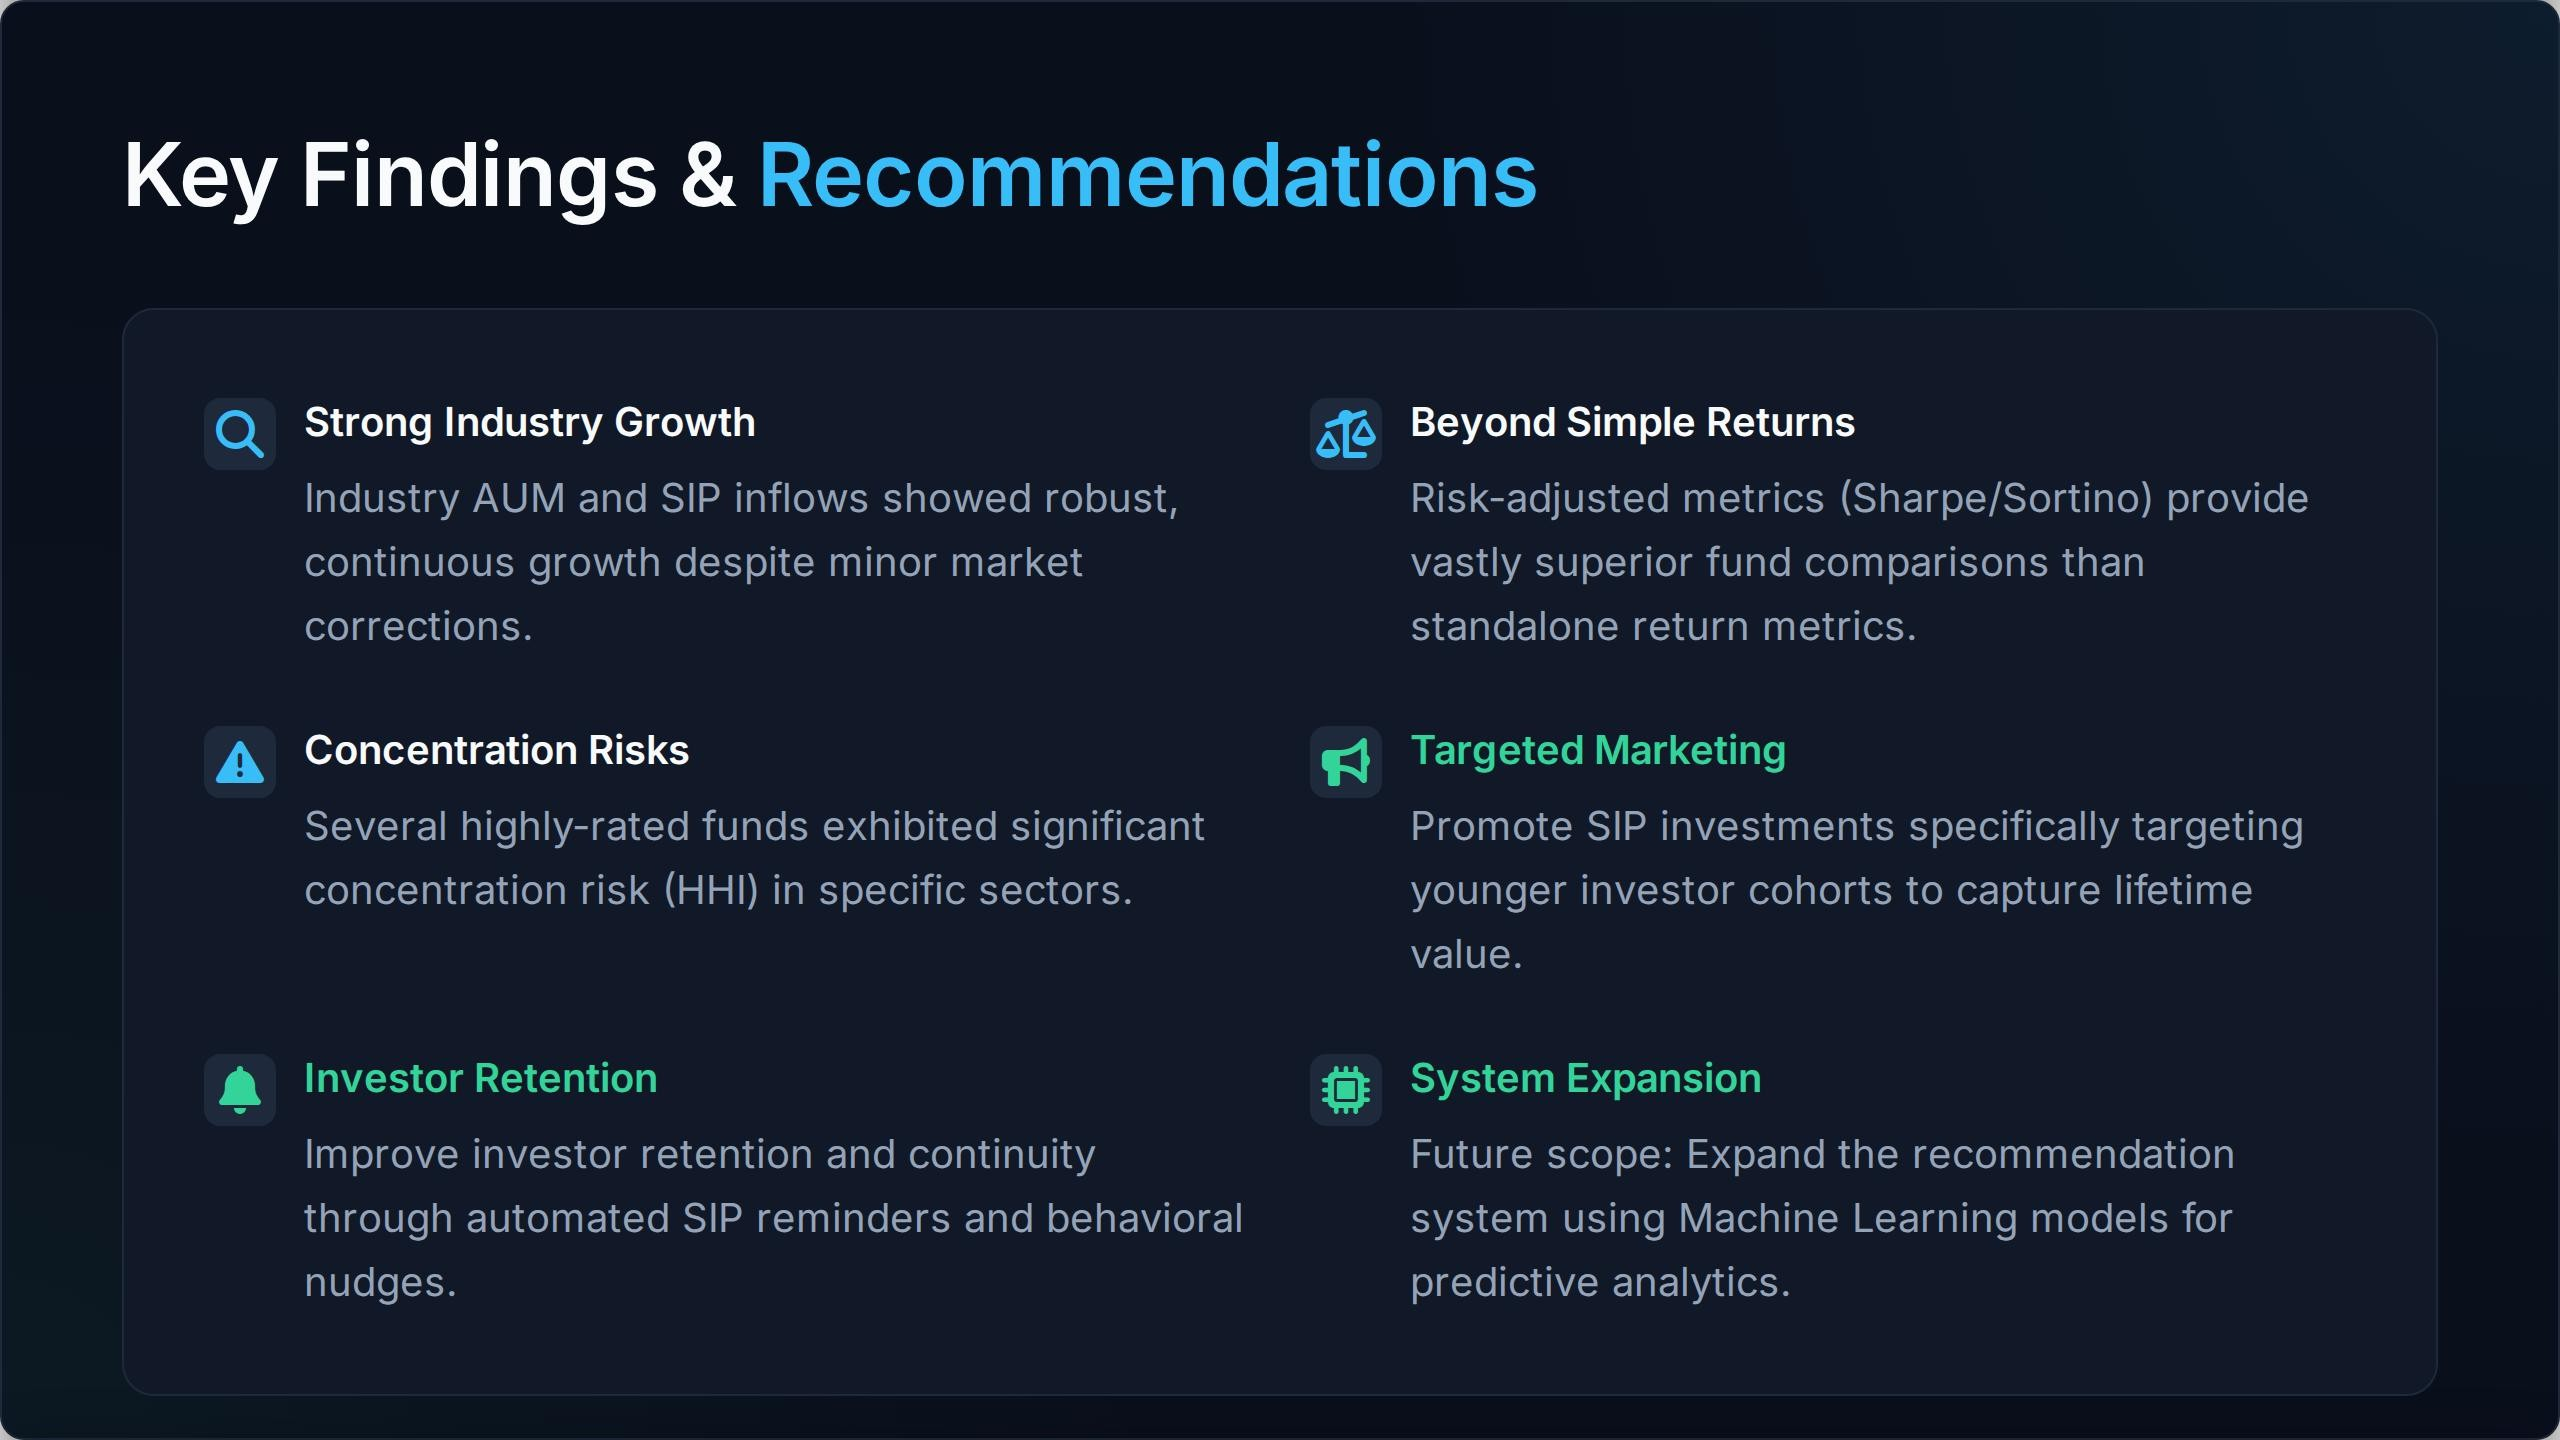 Key Findings & Recommendations
Strong Industry Growth
Industry AUM and SIP inflows showed robust,
continuous growth despite minor market
corrections.
Beyond Simple Returns
Risk-adjusted metrics (Sharpe/Sortino) provide
vastly superior fund comparisons than
standalone return metrics.
Concentration Risks
Several highly-rated funds exhibited significant
concentration risk (HHI) in specific sectors.
Targeted Marketing
Promote SIP investments specifically targeting
younger investor cohorts to capture lifetime
value.
Investor Retention
Improve investor retention and continuity
through automated SIP reminders and behavioral
nudges.
System Expansion
Future scope: Expand the recommendation
system using Machine Learning models for
predictive analytics.